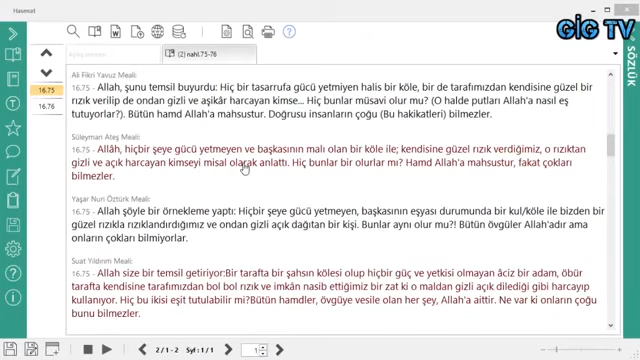 Hasenat
GiG TV
Açılış ekranı
(2) nahl.75-76
SÖZLÜK
16.75
16.76
Ali Fikri Yavuz Meali:
16.75 - Allah, şunu temsil buyurdu: Hiç bir tasarrufa gücü yetmiyen halis bir köle, bir de tarafımızdan kendisine güzel bir
rızık verilip de ondan gizli ve aşikâr harcayan kimse... Hiç bunlar müsavi olur mu? (O halde putları Allah'a nasıl eş
tutuyorlar?). Bütün hamd Allah'a mahsustur. Doğrusu insanların çoğu (Bu hakikatleri) bilmezler.
Süleyman Ateş Meali:
16.75 - Allâh, hiçbir şeye gücü yetmeyen ve başkasının malı olan bir köle ile; kendisine güzel rızık verdiğimiz, o rızıktan
gizli ve açık harcayan kimseyi misal olarak anlattı. Hiç bunlar bir olurlar mı? Hamd Allah'a mahsustur, fakat çokları
bilmezler.
Yaşar Nuri Öztürk Meali:
16.75 - Allah şöyle bir örnekleme yaptı: Hiçbir şeye gücü yetmeyen, başkasının eşyası durumunda bir kul/köle ile bizden bir
güzel rızıkla rızıklandırdığımız ve ondan gizli açık dağıtan bir kişi. Bunlar aynı olur mu?! Bütün övgüler Allah'adır ama
onların çokları bilmiyorlar.
Suat Yıldırım Meali:
16.75 - Allah size bir temsil getiriyor:Bir tarafta bir şahsın kölesi olup hiçbir güç ve yetkisi olmayan âciz bir adam, öbür
tarafta kendisine tarafımızdan bol bol rızık ve imkân nasib ettiğimiz bir zat ki o maldan gizli açık dilediği gibi harcayıp
kullanıyor. Hiç bu ikisi eşit tutulabilir mi?Bütün hamdler, övgüye vesile olan her şey, Allah'a aittir. Ne var ki onların çoğu
bunu bilmezler.
2/1-2
Syf:1/1
1